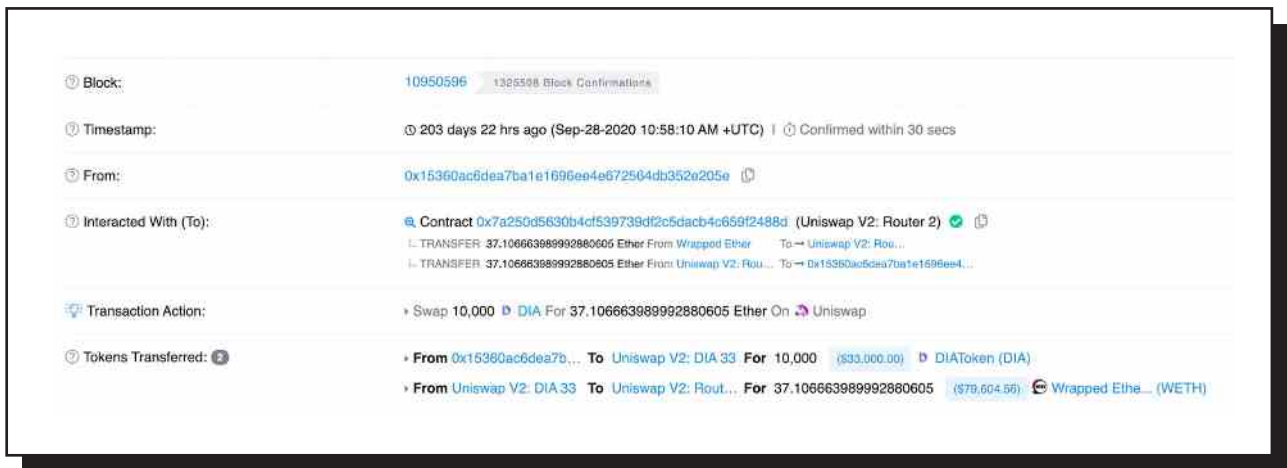 Block: 10950596 1325508 Block Confirmations
Timestamp: 203 days 22 hrs ago (Sep-28-2020 10:58:10 AM +UTC) | Confirmed within 30 secs
From: 0x15360ac6dea7ba1e1696ee4e672564db352e205e
Interacted With (To): Contract 0x7a250d5630b4cf539739df2c5dacb4c659f2488d (Uniswap V2: Router 2)
TRANSFER 37.106663989992880605 Ether From Wrapped Ether To → Uniswap V2: Rou...
TRANSFER 37.106663989992880605 Ether From Uniswap V2: Rou... To → 0x15360ac6dea7ba1e1696ee4...
Transaction Action: Swap 10,000 DIA For 37.106663989992880605 Ether On Uniswap
Tokens Transferred: 2 From 0x15360ac6dea7b... To Uniswap V2: DIA 33 For 10,000 ($33,000.00) DIAToken (DIA)
From Uniswap V2: DIA 33 To Uniswap V2: Rout... For 37.106663989992880605 ($79,604.56) Wrapped Ethe... (WETH)